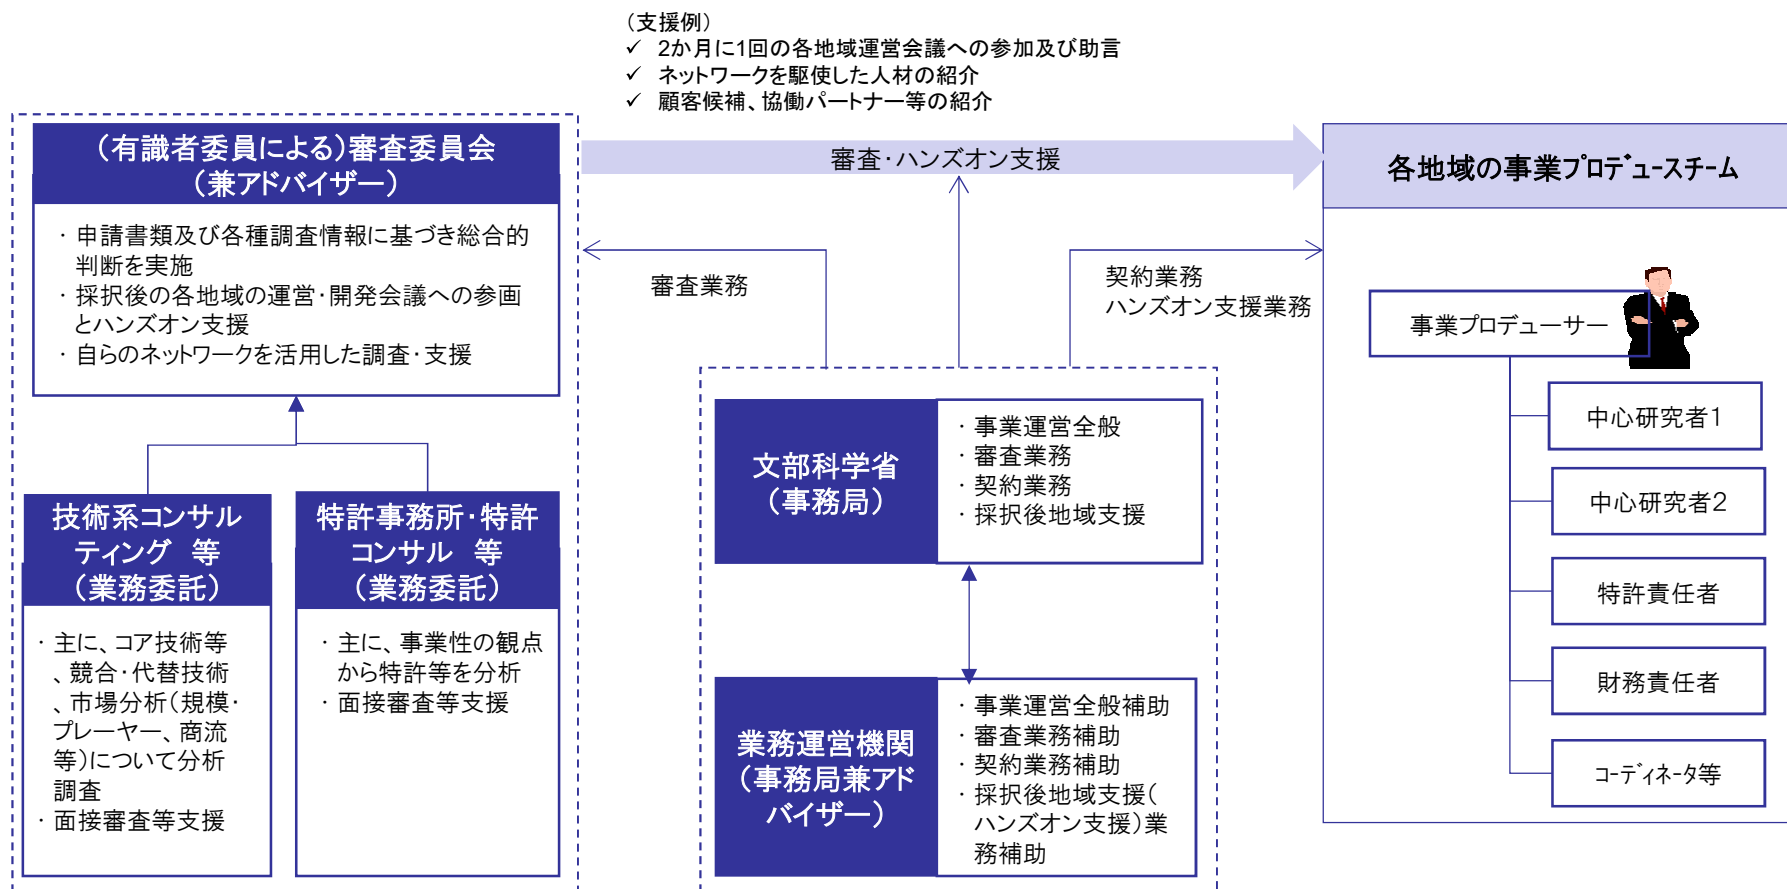 （支援例）
✓ 2か月に1回の各地域運営会議への参加及び助言
✓ ネットワークを駆使した人材の紹介
✓ 顧客候補、協働パートナー等の紹介
（有識者委員による）審査委員会
（兼アドバイザー）
・申請書類及び各種調査情報に基づき総合的
判断を実施
・採択後の各地域の運営・開発会議への参画
とハンズオン支援
・自らのネットワークを活用した調査・支援
技術系コンサル
ティング　等
（業務委託）
・主に、コア技術等
、競合・代替技術
、市場分析（規模・
プレーヤー、商流
等）について分析
調査
・面接審査等支援
特許事務所・特許
コンサル　等
（業務委託）
・主に、事業性の観点
から特許等を分析
・面接審査等支援
審査・ハンズオン支援
審査業務
契約業務
ハンズオン支援業務
文部科学省
（事務局）
・事業運営全般
・審査業務
・契約業務
・採択後地域支援
業務運営機関
（事務局兼アド
バイザー）
・事業運営全般補助
・審査業務補助
・契約業務補助
・採択後地域支援（
ハンズオン支援）業
務補助
各地域の事業ﾌﾟﾛﾃﾞｭｰｽﾁｰﾑ
事業プロデューサー
中心研究者1
中心研究者2
特許責任者
財務責任者
ｺｰﾃﾞｨﾈｰﾀ等